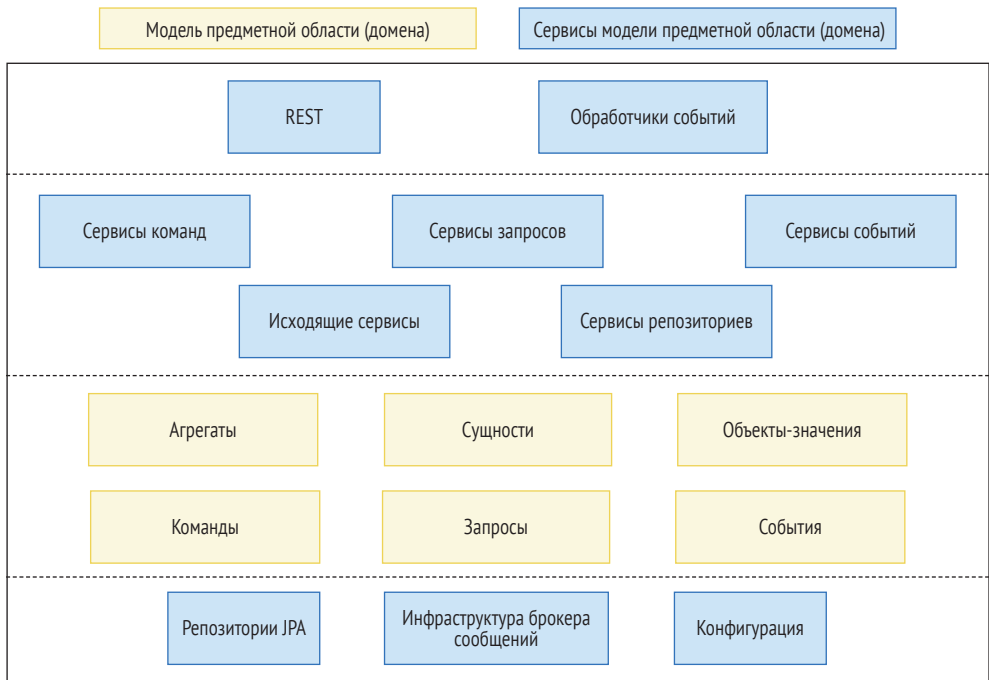 Модель предметной области (домена)
Сервисы модели предметной области (домена)
REST
Обработчики событий
Сервисы команд
Сервисы запросов
Сервисы событий
Исходящие сервисы
Сервисы репозиториев
Агрегаты
Сущности
Объекты-значения
Команды
Запросы
События
Репозитории JPA
Инфраструктура брокера
сообщений
Конфигурация